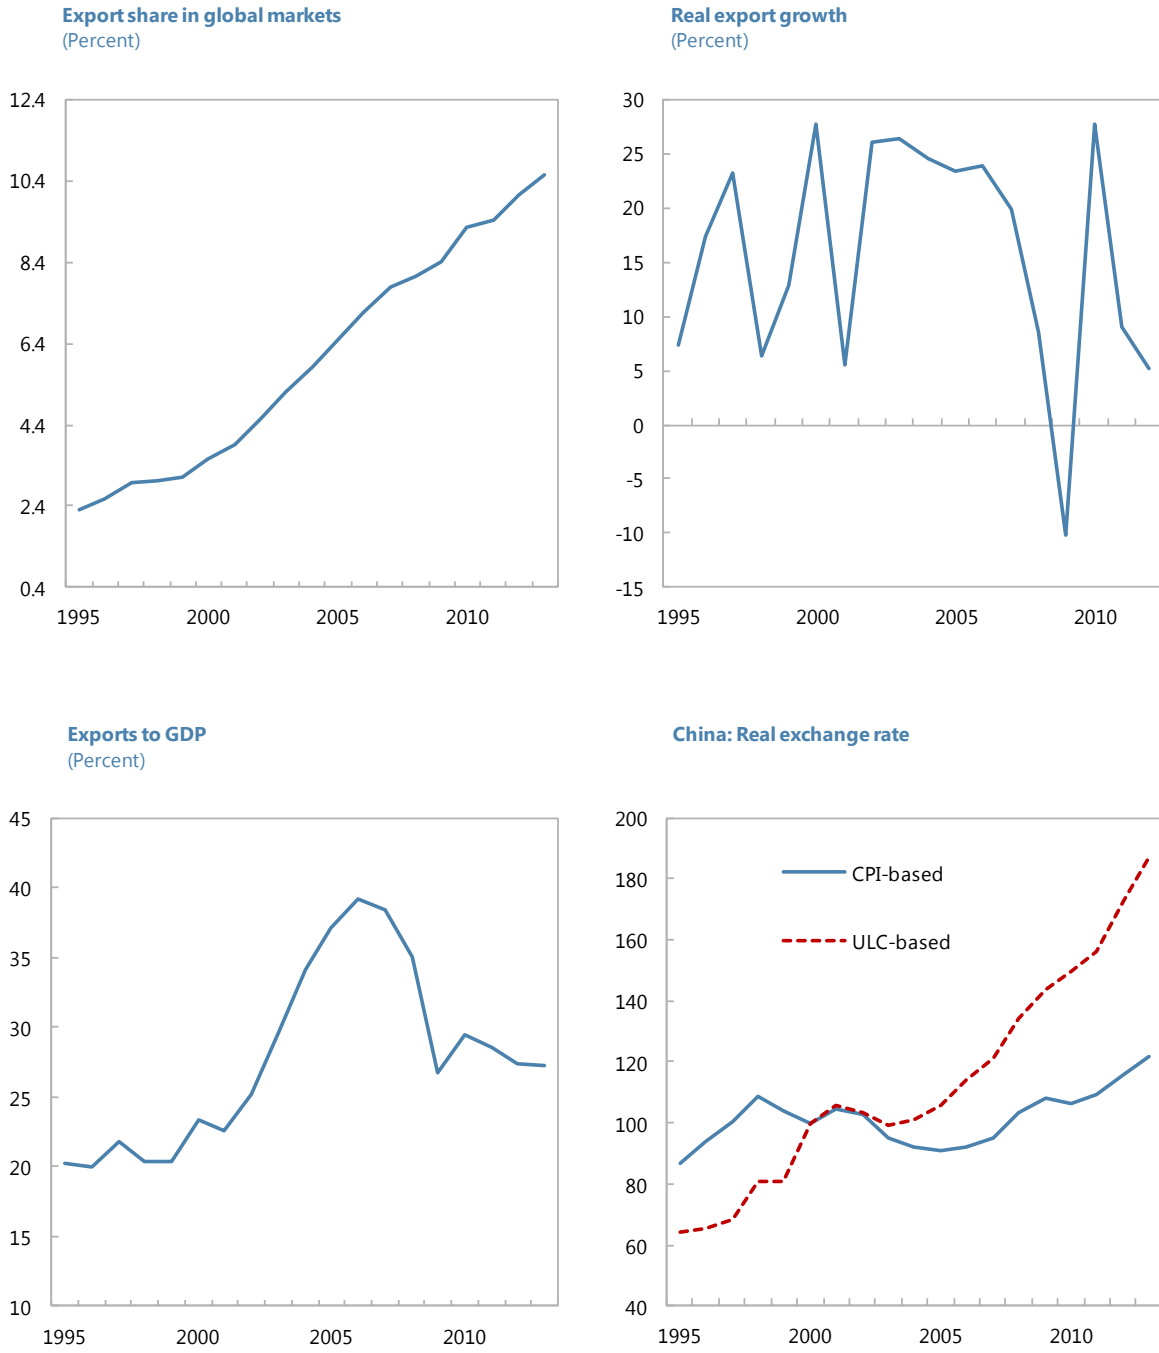 Export share in global markets
(Percent)
12.4
10.4
8.4
6.4
4.4
2.4
0.4
1995 2000 2005 2010
Real export growth
(Percent)
30
25
20
15
10
5
0
-5
-10
-15
1995 2000 2005 2010
Exports to GDP
(Percent)
45
40
35
30
25
20
15
10
1995 2000 2005 2010
China: Real exchange rate
200
180
160
140
120
100
80
60
40
CPI-based
ULC-based
1995 2000 2005 2010